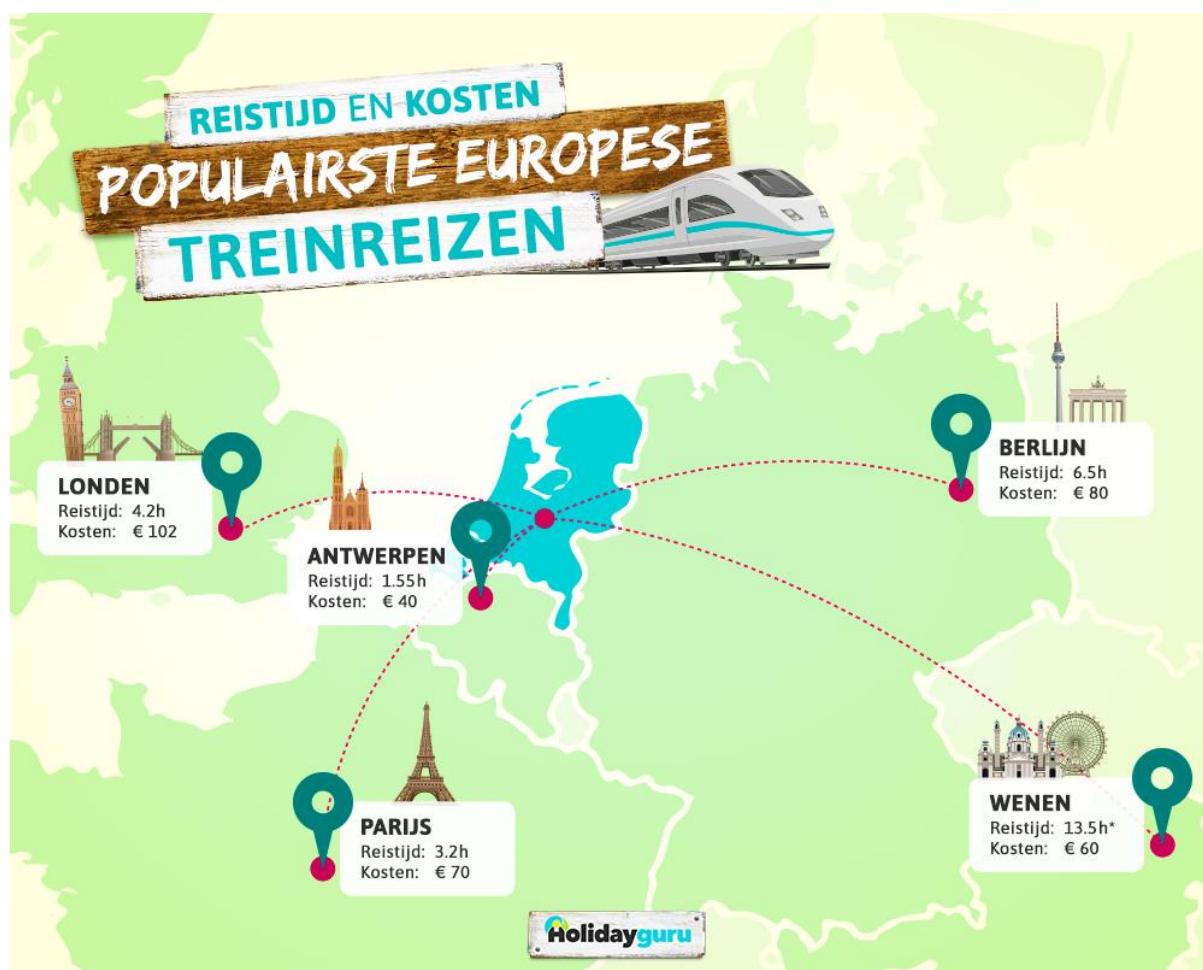 REISTIJD EN KOSTEN
POPULAIRSTE EUROPESE
TREINREIZEN
BERLIJN
Reistijd: 6.5h
Kosten: € 80
LONDEN
Reistijd: 4.2h
Kosten: € 102
ANTWERPEN
Reistijd: 1.55h
Kosten: € 40
WENEN
Reistijd: 13.5h*
Kosten: € 60
PARIJS
Reistijd: 3.2h
Kosten: € 70
Holidayguru